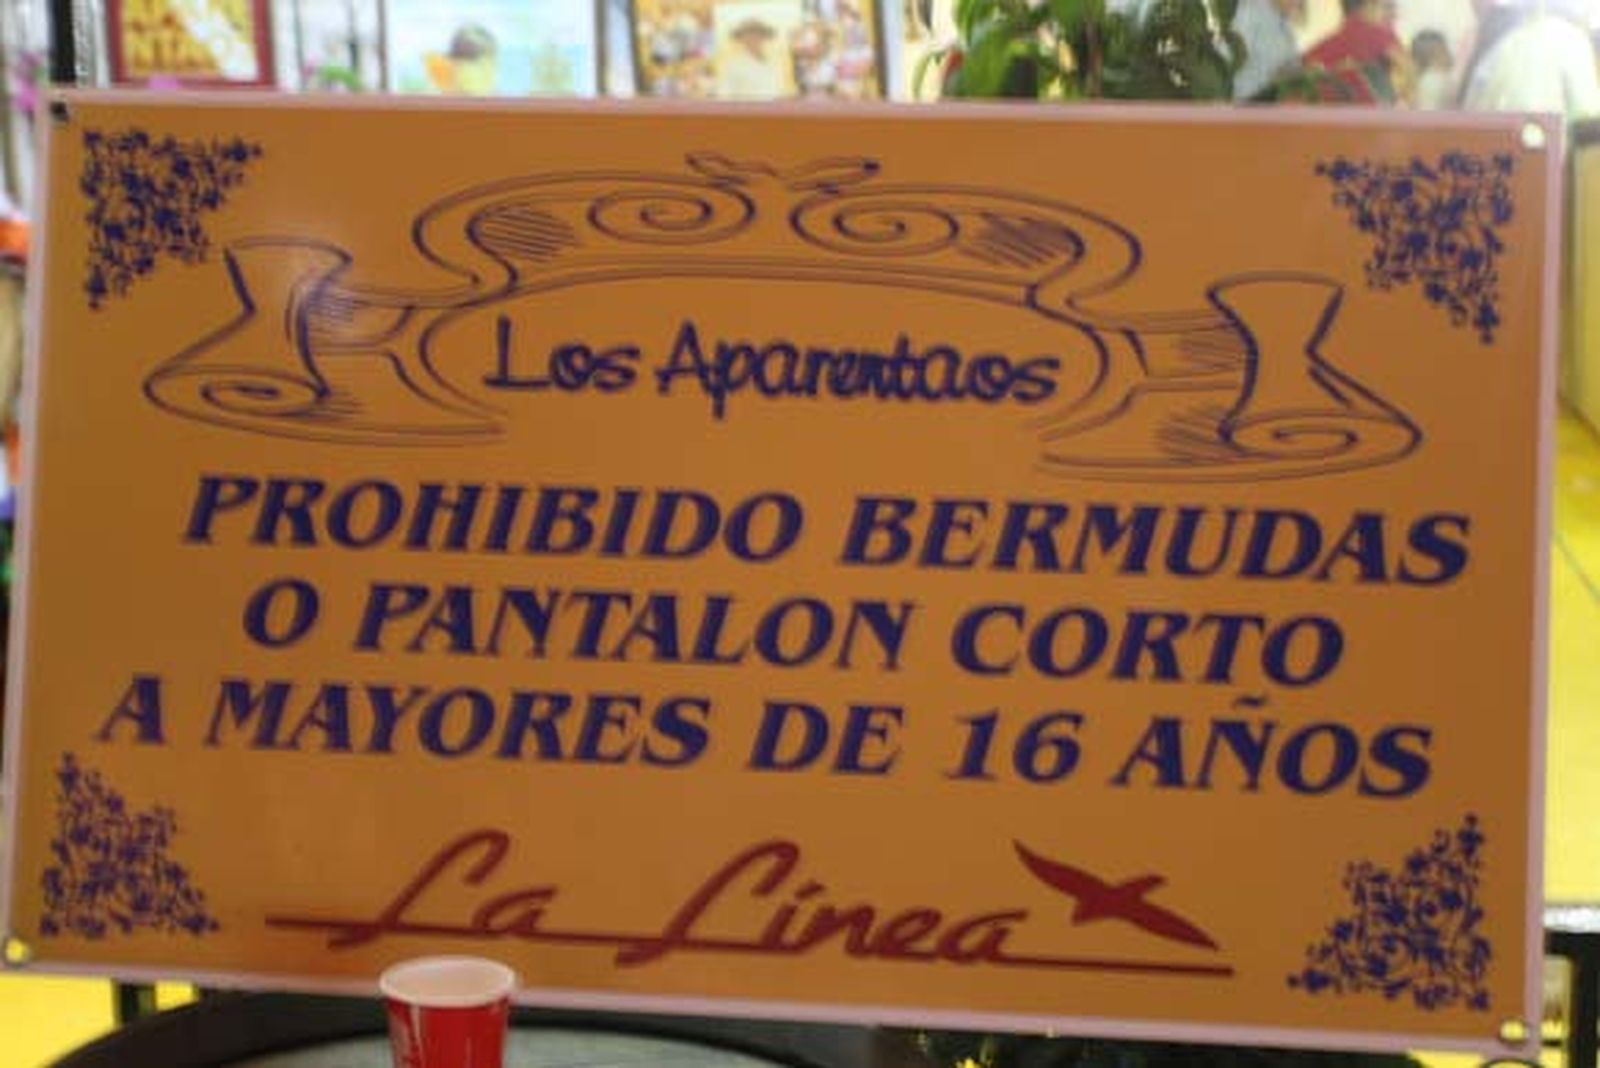 Los Aparentaos
PROHIBIDO BERMUDAS
O PANTALON CORTO
A MAYORES DE 16 AÑOS
La Línea